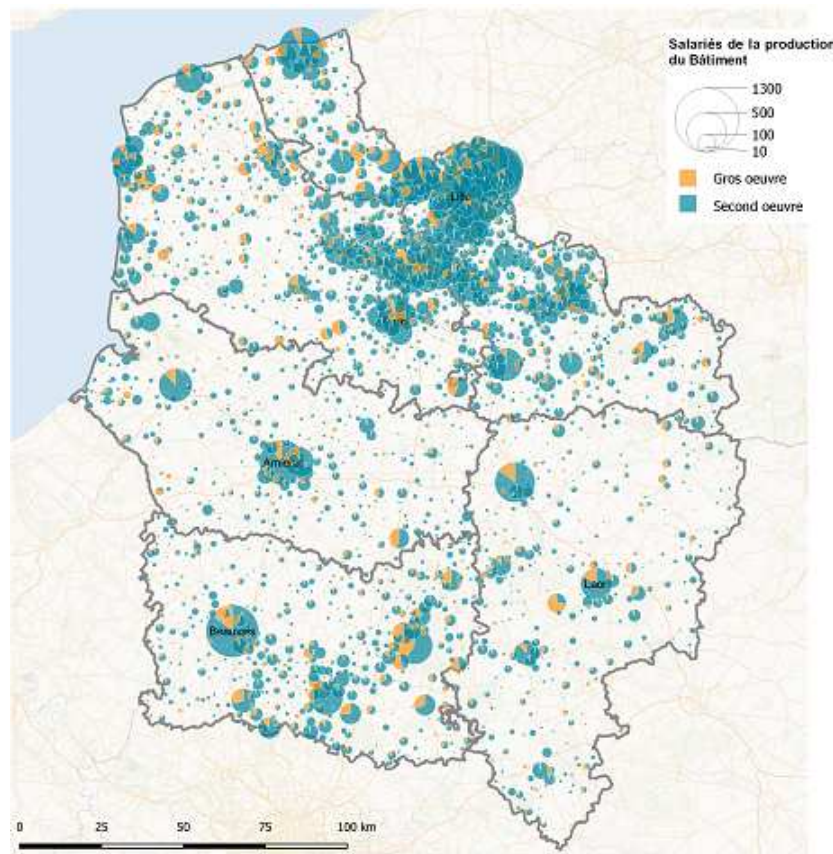 Salariés de la production
du Bâtiment
1300
500
100
10
Gros oeuvre
Second oeuvre
Lille
Amiens
Laon
Beauvais
0 25 50 75 100 km